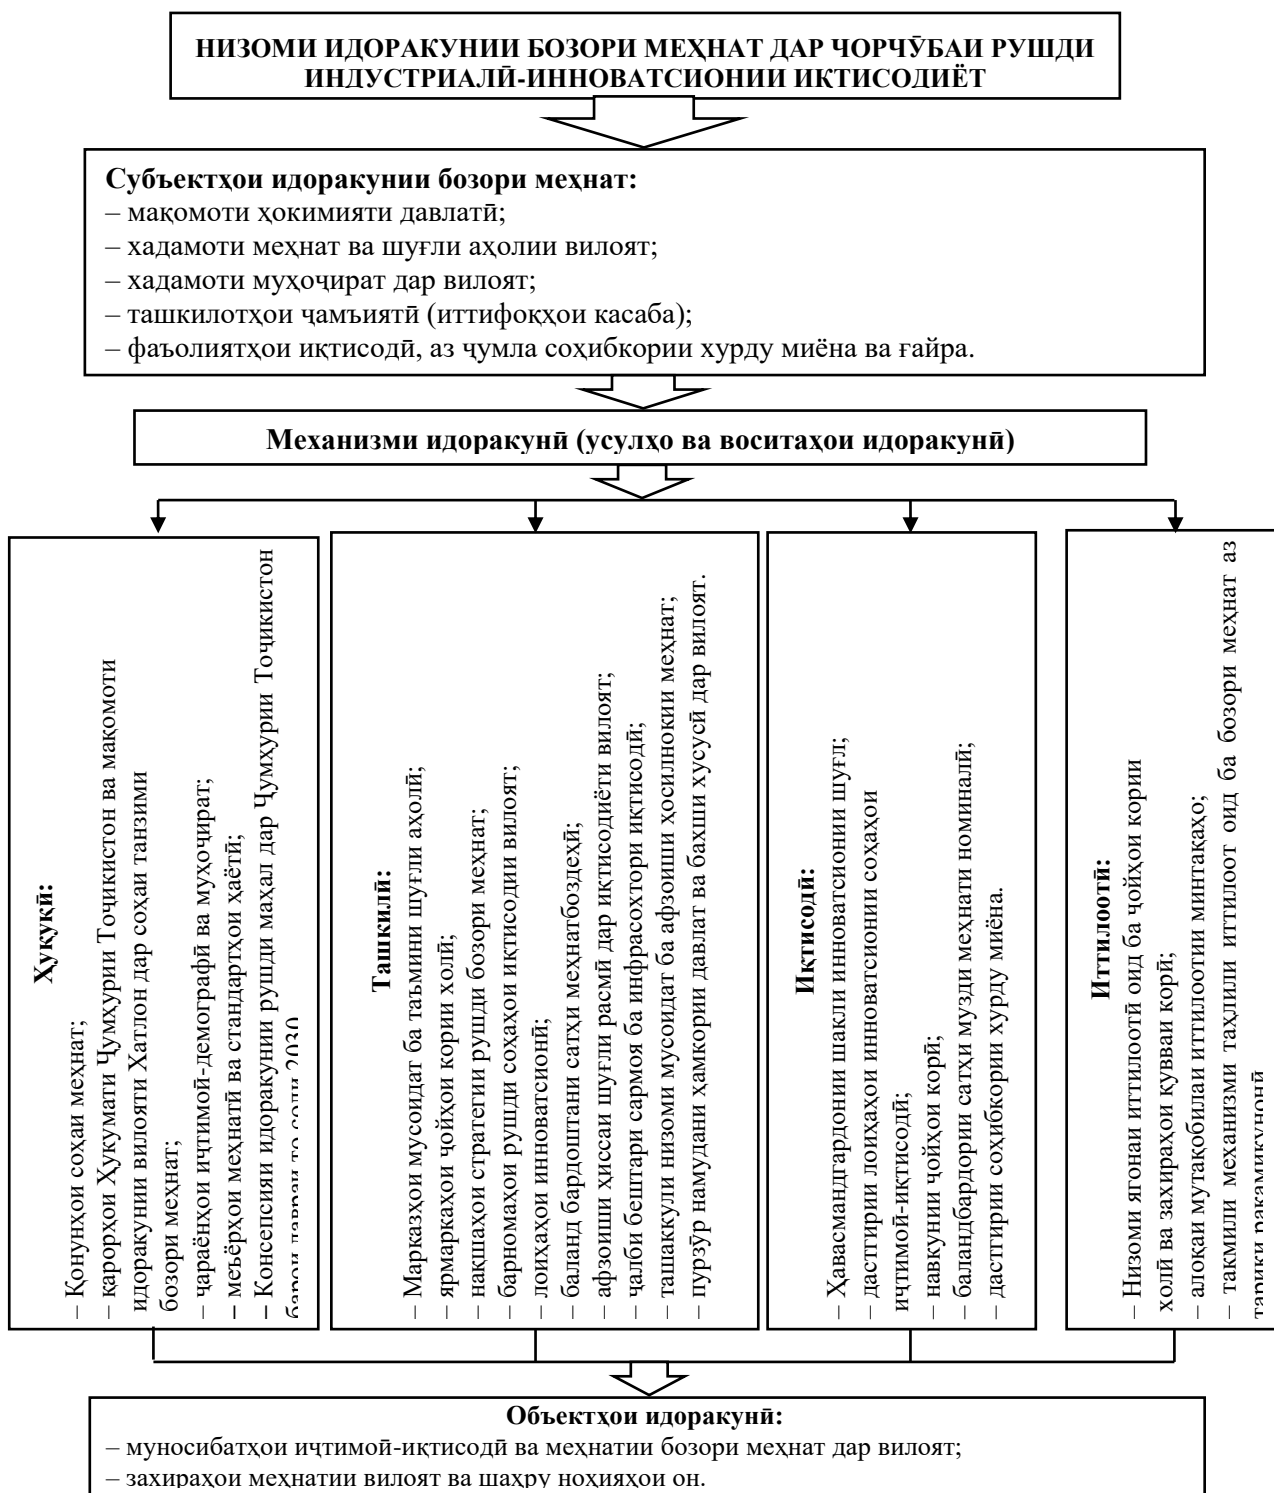 НИЗОМИ ИДОРАКУНИИ БОЗОРИ МЕҲНАТ ДАР ЧОРЧӮБАИ РУШДИ
ИНДУСТРИАЛӢ-ИННОВАТСИОНИИ ИҚТИСОДИЁТ
Субъектҳои идоракунии бозори меҳнат:
– мақомоти ҳокимияти давлатӣ;
– хадамоти меҳнат ва шуғли аҳолии вилоят;
– хадамоти муҳоҷират дар вилоят;
– ташкилотҳои ҷамъиятӣ (иттифоқҳои касаба);
– фаъолиятҳои иқтисодӣ, аз ҷумла соҳибкории хурду миёна ва ғайра.
Механизми идоракунӣ (усулҳо ва воситаҳои идоракунӣ)
Ҳуқуқӣ:
– Қонунҳои соҳаи меҳнат;
– қарорҳои Ҳукумати Ҷумҳурии Тоҷикистон ва мақомоти
идоракунии вилояти Хатлон дар соҳаи танзими
бозори меҳнат;
– ҷараёнҳои иҷтимоӣ-демографӣ ва муҳоҷират;
– меъёрҳои меҳнатӣ ва стандартҳои ҳаётӣ;
– Консепсияи идоракунии рушди маҳал дар Ҷумҳурии Тоҷикистон
барои давраи то соли 2030
Ташкилӣ:
– Марказҳои мусоидат ба таъмини шуғли аҳолӣ;
– ярмаркаҳои ҷойҳои кории холӣ;
– нақшаҳои стратегии рушди бозори меҳнат;
– барномаҳои рушди соҳаҳои иқтисодии вилоят;
– лоиҳаҳои инноватсионӣ;
– баланд бардоштани сатҳи меҳнатбоздеҳӣ;
– афзоиши ҳиссаи шуғли расмӣ дар иқтисодиёти вилоят;
– ҷалби бештари сармоя ба инфрасохтори иқтисодӣ;
– ташаккули низоми мусоидат ба афзоиши ҳосилнокии меҳнат;
– пурзӯр намудани ҳамкории давлат ва бахши хусусӣ дар вилоят.
Иқтисодӣ:
– Ҳавасмандгардонии шакли инноватсионии шуғл;
– дастгирии лоиҳаҳои инноватсионии соҳаҳои
иҷтимоӣ-иқтисодӣ;
– навкунии ҷойҳои корӣ;
– баландбардории сатҳи музди меҳнати номиналӣ;
– дастгирии соҳибкории хурду миёна.
Иттилоотӣ:
– Низоми ягонаи иттилоотӣ оид ба ҷойҳои кории
холӣ ва захираҳои қувваи корӣ;
– алоқаи мутақобилаи иттилоотии минтақаҳо;
– такмили механизми таҳлили иттилоот оид ба бозори меҳнат аз
тариқи рақамикунонӣ
Объектҳои идоракунӣ:
– муносибатҳои иҷтимоӣ-иқтисодӣ ва меҳнатии бозори меҳнат дар вилоят;
– захираҳои меҳнатии вилоят ва шаҳру ноҳияҳои он.